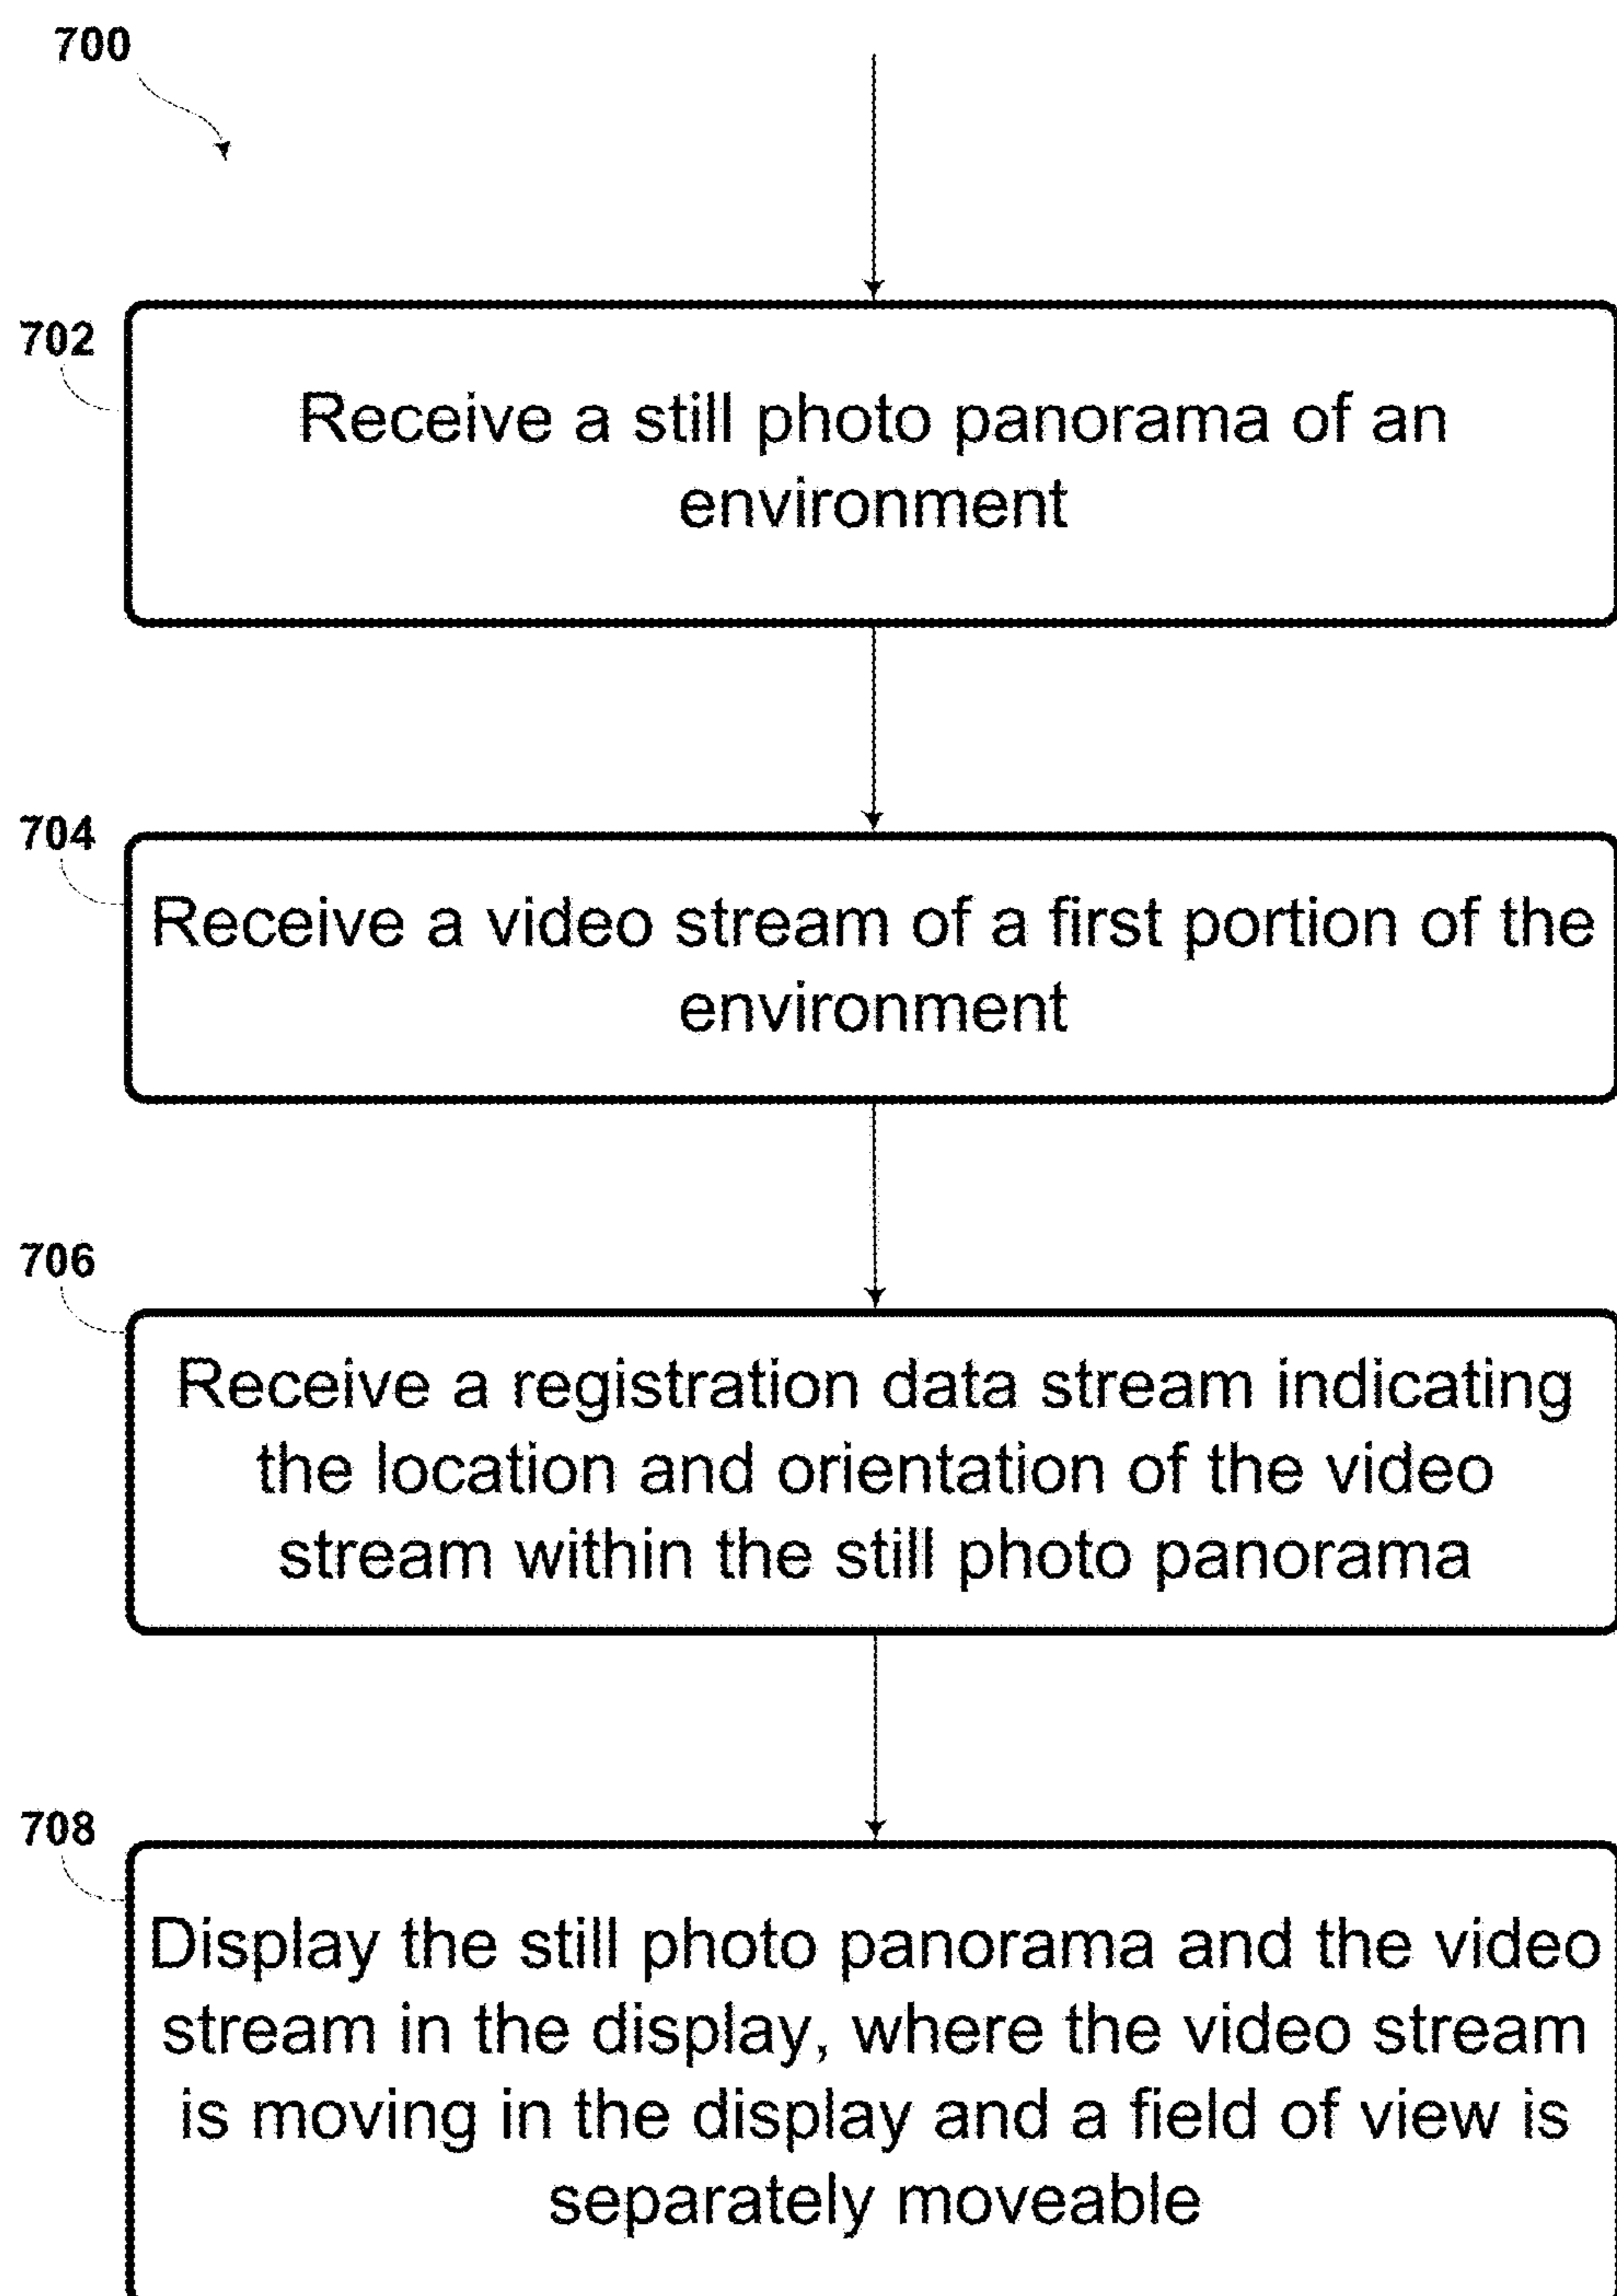 700
702
Receive a still photo panorama of an
environment
704
Receive a video stream of a first portion of the
environment
706
Receive a registration data stream indicating
the location and orientation of the video
stream within the still photo panorama
708
Display the still photo panorama and the video
stream in the display, where the video stream
is moving in the display and a field of view is
separately moveable